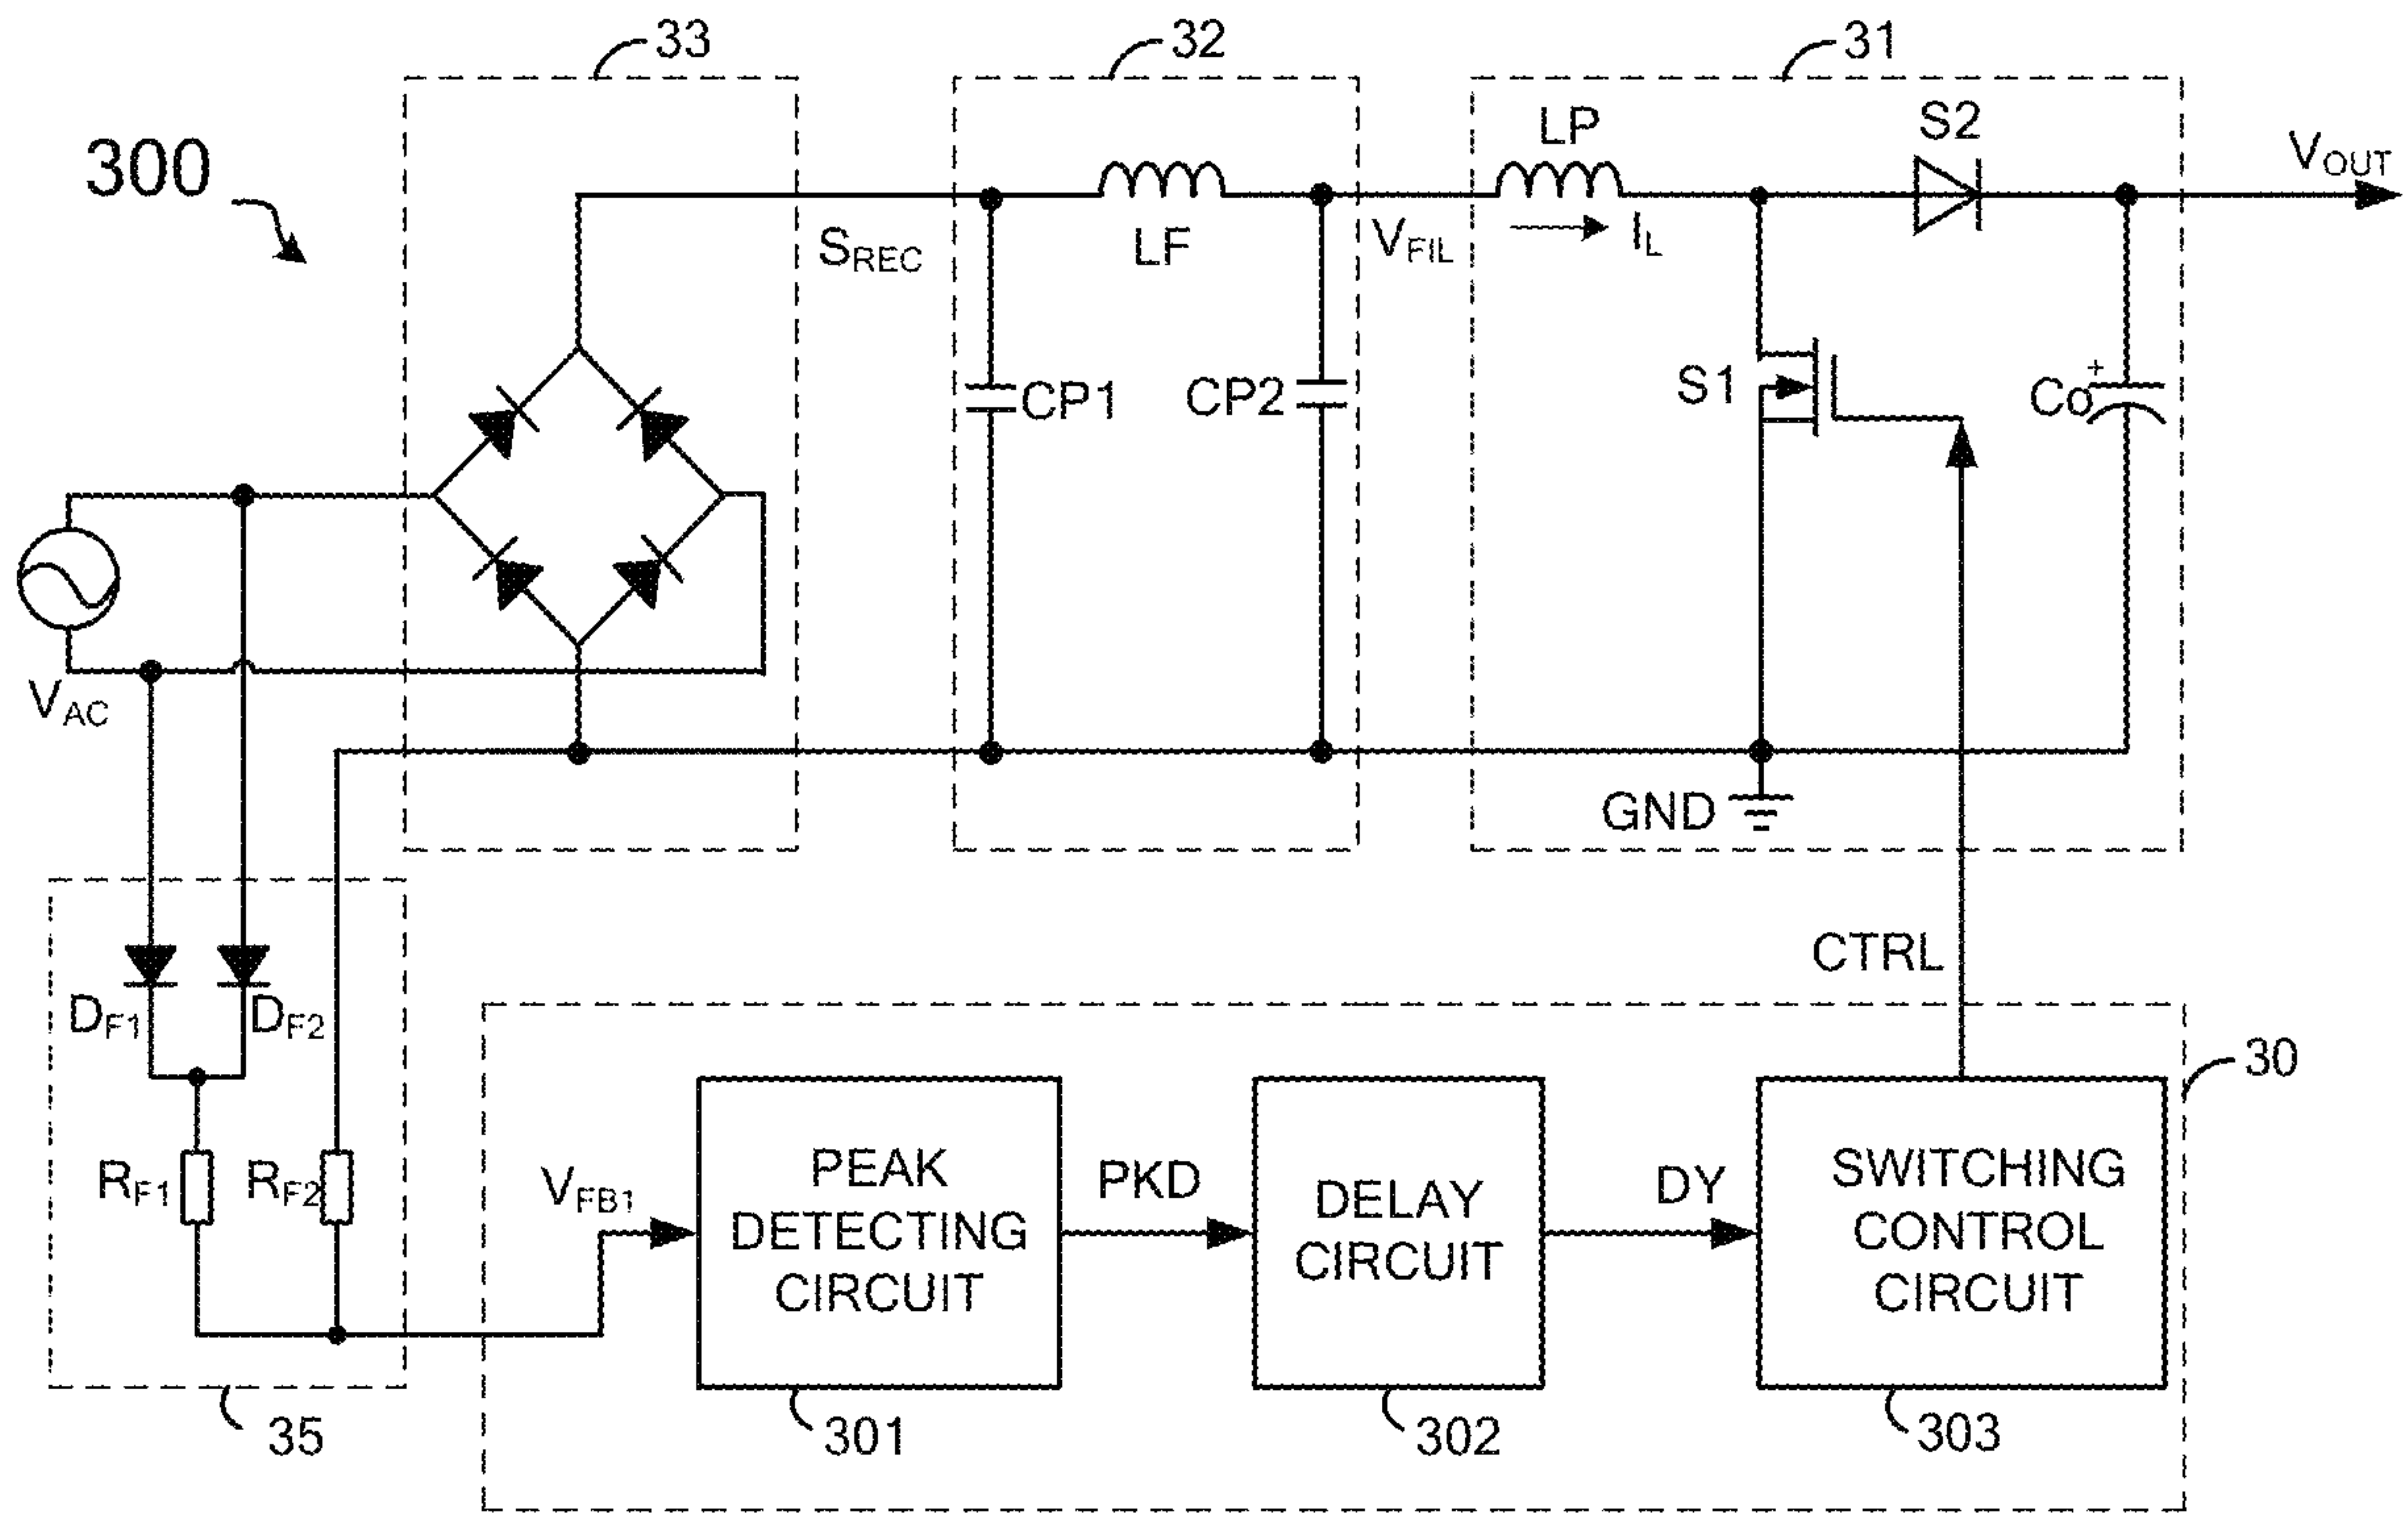 33
32
31
300
LP
S2
VOUT
SREC
LF
VFIL
IL
CP1
CP2
S1
Co
+
VAC
GND
CTRL
DF1
DF2
30
RF1
RF2
VFB1
PEAK
DETECTING
CIRCUIT
PKD
DELAY
CIRCUIT
DY
SWITCHING
CONTROL
CIRCUIT
35
301
302
303